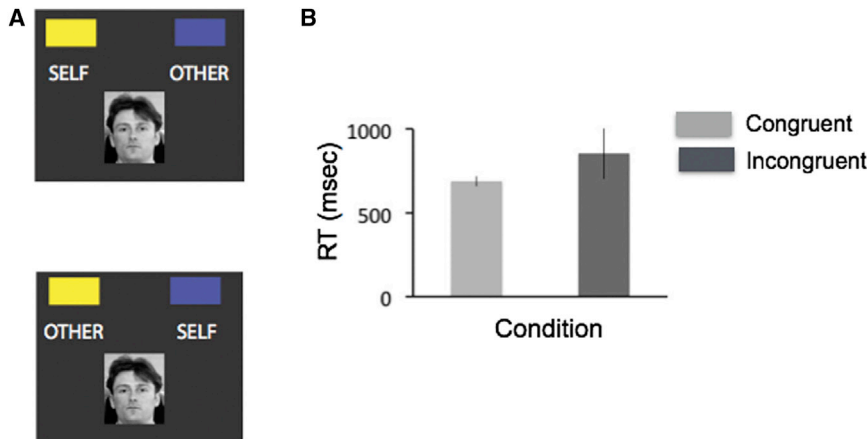 A
SELF OTHER
OTHER SELF
B
RT (msec)
1000
500
0
Condition
Congruent
Incongruent